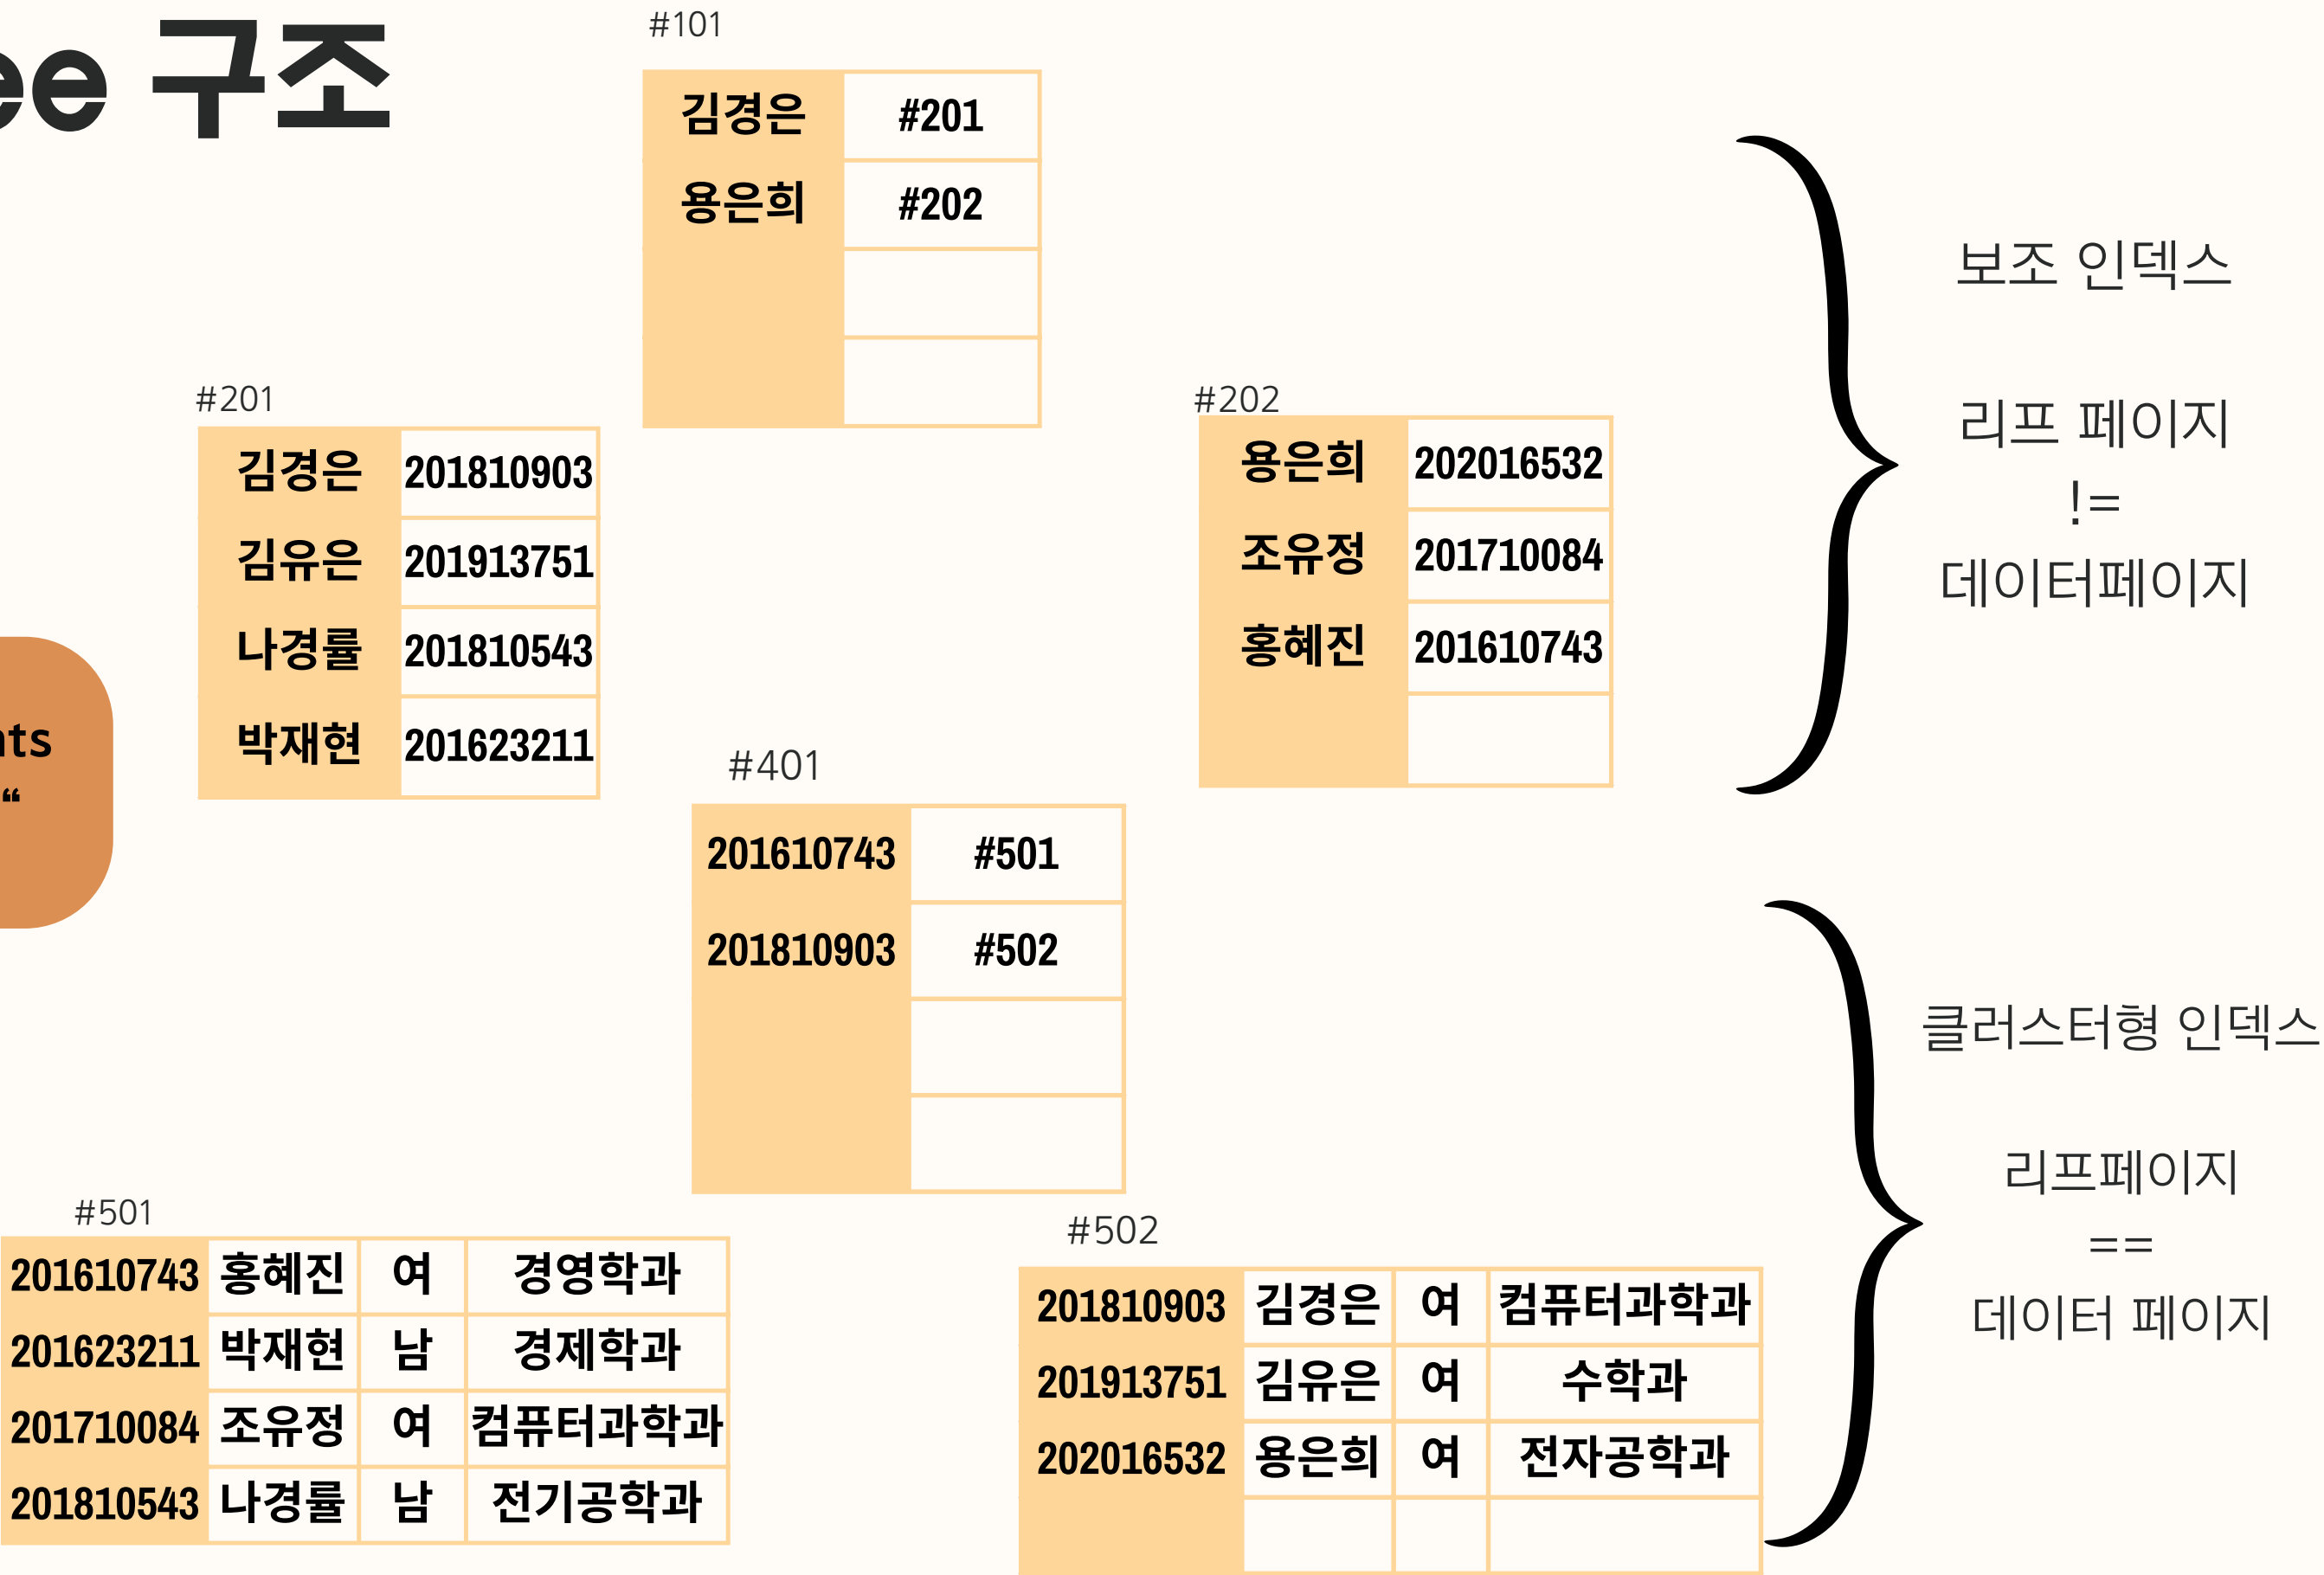 ee 구조
#101
김경은 #201
용은희 #202
#201
김경은 201810903
김유은 201913751
나경률 201810543
박재현 201623211
#202
용은희 202016532
조유정 201710084
홍혜진 201610743
보조 인덱스
리프 페이지
!=
데이터페이지
nts
“
#401
201610743 #501
201810903 #502
#501
201610743 홍혜진 여 경영학과
201623211 박재현 남 경제학과
201710084 조유정 여 컴퓨터과학과
201810543 나경률 남 전기공학과
#502
201810903 김경은 여 컴퓨터과학과
201913751 김유은 여 수학과
202016532 용은희 여 전자공학과
클러스터형 인덱스
리프페이지
==
데이터 페이지